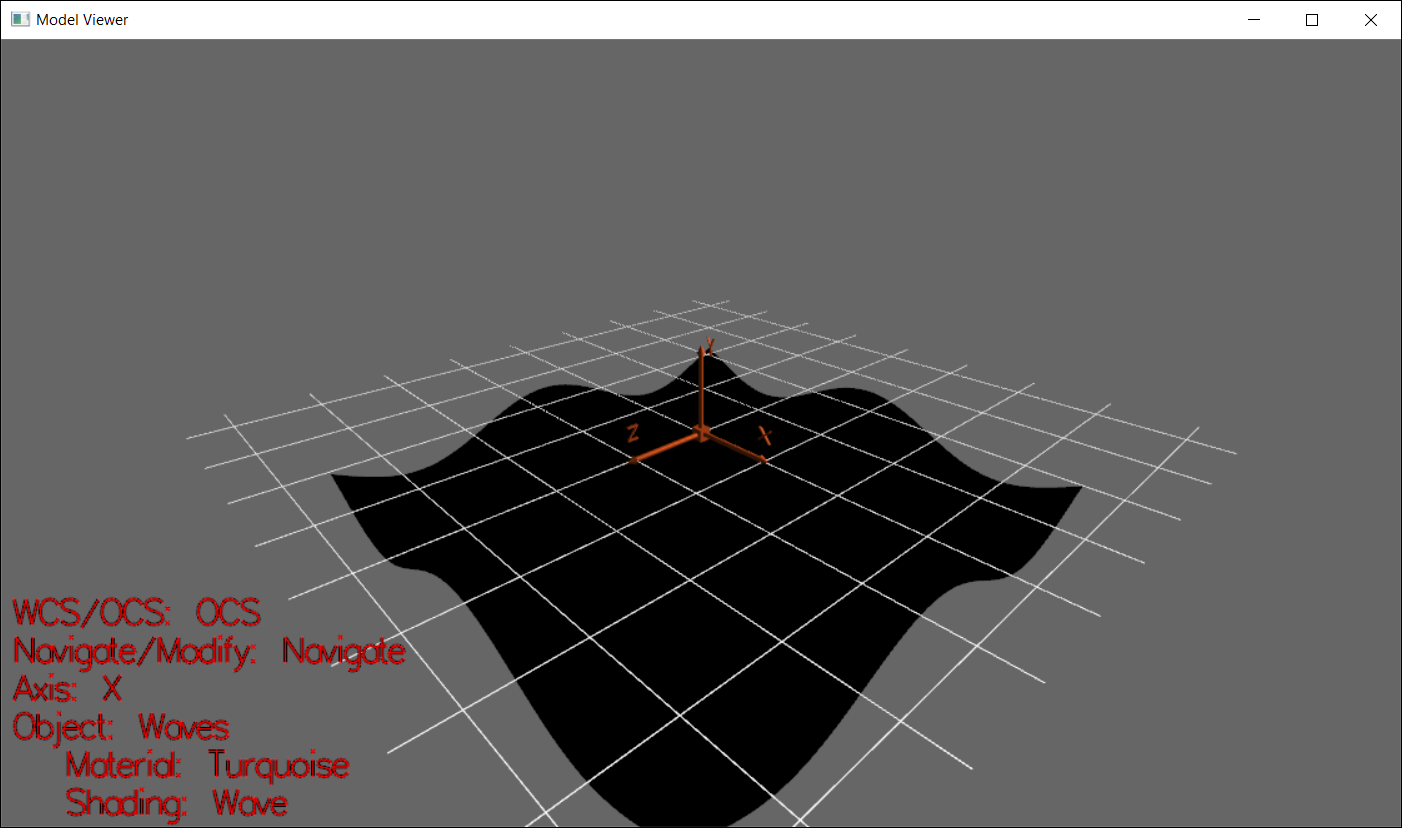 Model Viewer
Y
Z X
WCS/OCS: OCS
Navigate/Modify: Navigate
Axis: X
Object: Waves
Material: Turquoise
Shading: Wave